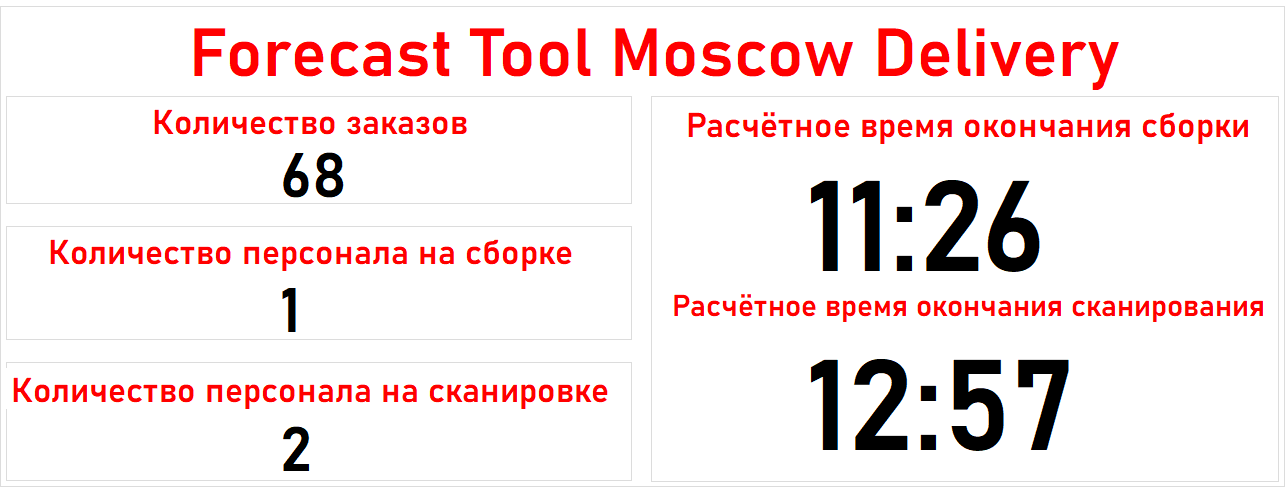 Forecast Tool Moscow Delivery
Количество заказов
68
Количество персонала на сборке
1
Количество персонала на сканировке
2
Расчётное время окончания сборки
11:26
Расчётное время окончания сканирования
12:57